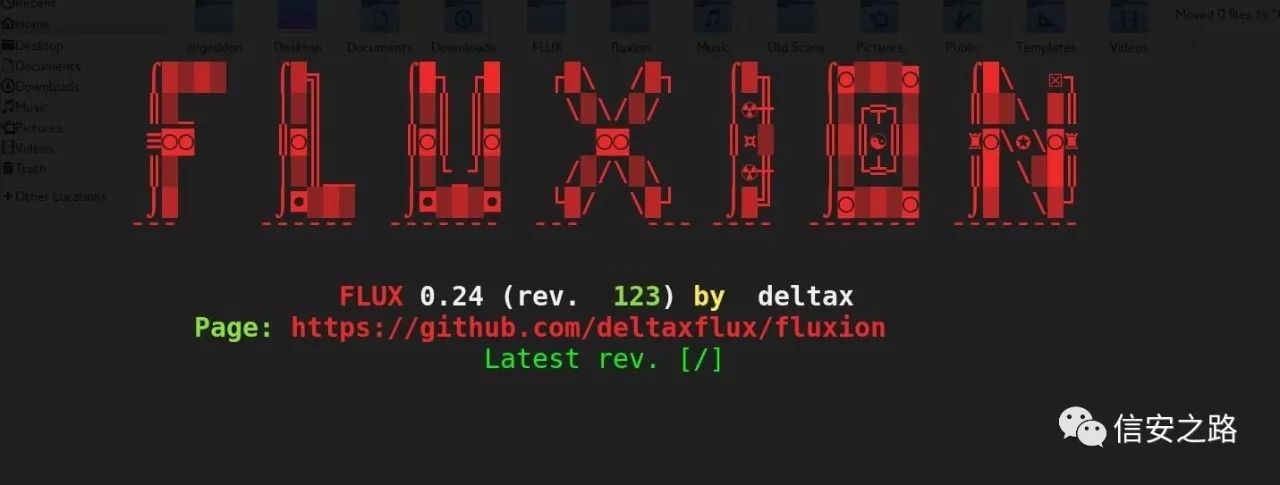 Recent
Home
Desktop
Documents
Downloads
Music
Pictures
Videos
Trash
+ Other Locations
airgeddon Desktop Documents Downloads FLUX fluxion Music Old Scans Pictures Public Templates Videos
Moved 0 files to
FLUXION
FLUX 0.24 (rev. 123) by deltax
Page: https://github.com/deltaxflux/fluxion
Latest rev. [/]
信安之路